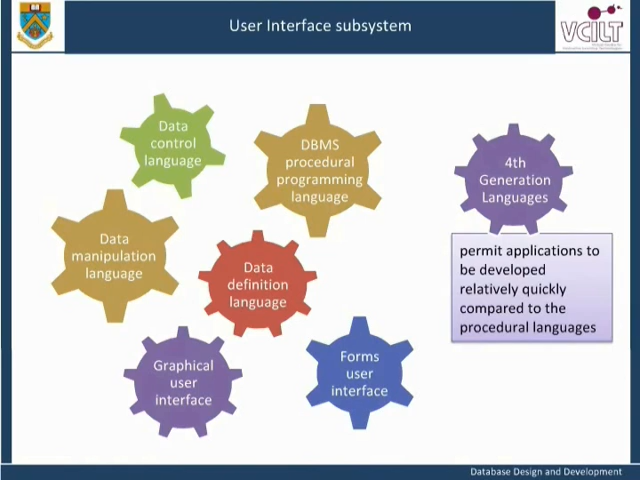 User Interface subsystem
VCILT
Data
control
language
DBMS
procedural
programming
language
4th
Generation
Languages
Data
manipulation
language
Data
definition
language
permit applications to
be developed
relatively quickly
compared to the
procedural languages
Graphical
user
interface
Forms
user
interface
Database Design and Development